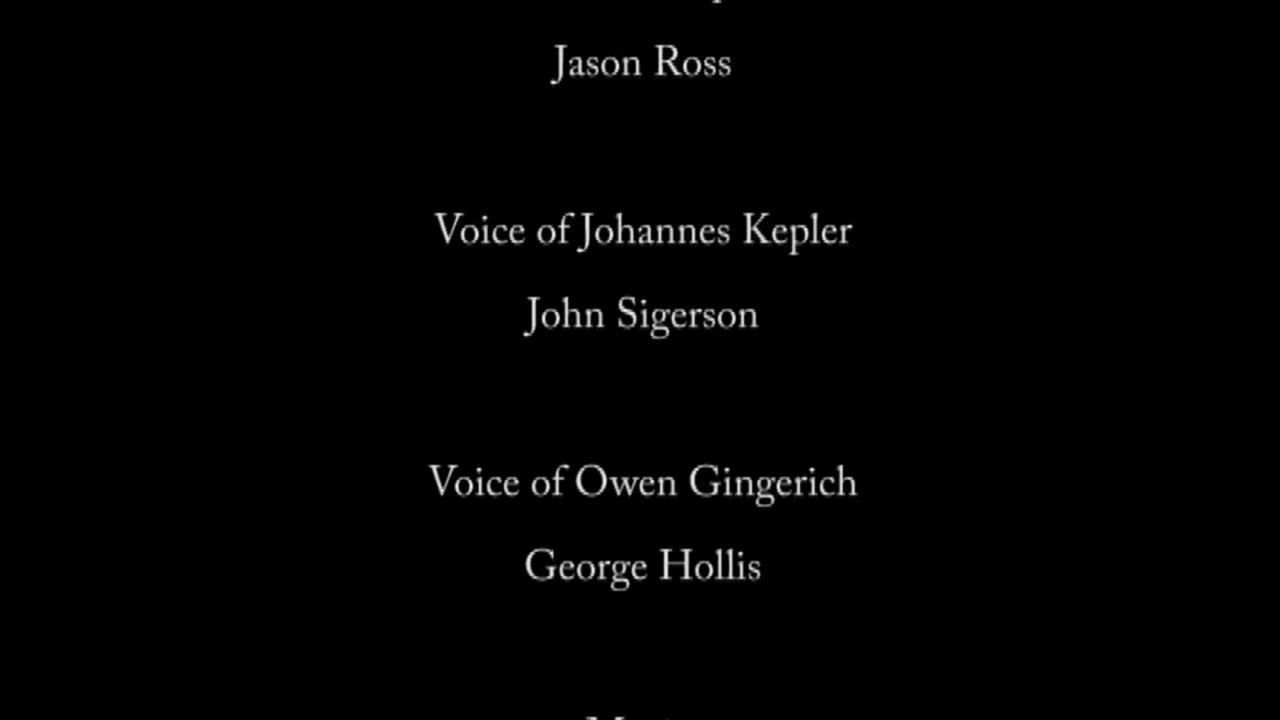 Jason Ross
Voice of Johannes Kepler
John Sigerson
Voice of Owen Gingerich
George Hollis